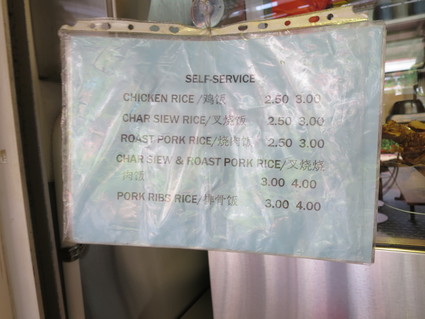 SELF-SERVICE
CHICKEN RICE/鸡饭 2.50 3.00
CHAR SIEW RICE/叉烧饭 2.50 3.00
ROAST PORK RICE/烧肉饭 2.50 3.00
CHAR SIEW & ROAST PORK RICE/叉烧烧
肉饭 3.00 4.00
PORK RIBS RICE/排骨饭 3.00 4.00